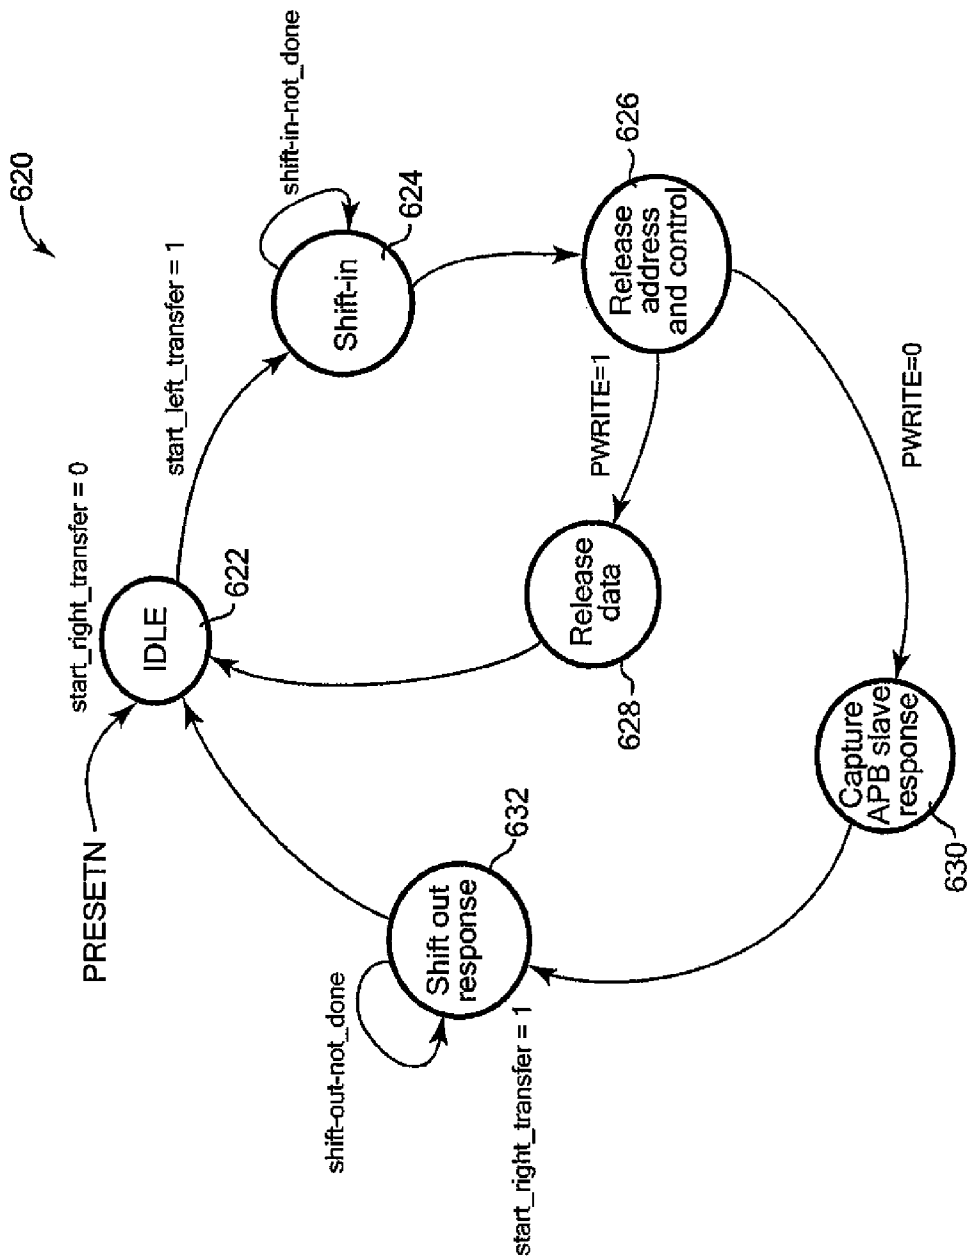 620
PRESETN
start_right_transfer = 0
IDLE
622
start_left_transfer = 1
shift-in-not_done
Shift-in
624
Release
address
and control
626
PWRITE=1
PWRITE=0
Release
data
628
Capture
APB slave
response
630
start_right_transfer = 1
Shift out
response
632
shift-out-not_done